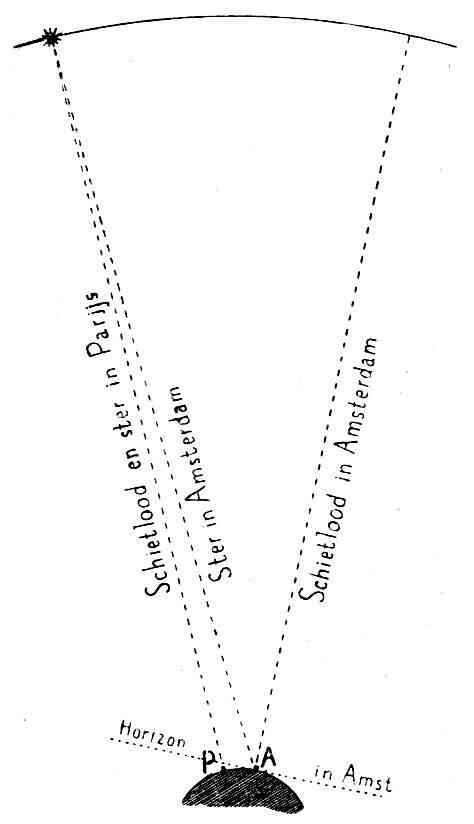 Schietlood en ster in Parijs
Ster in Amsterdam
Schietlood in Amsterdam
Horizon
P
A
in Amst